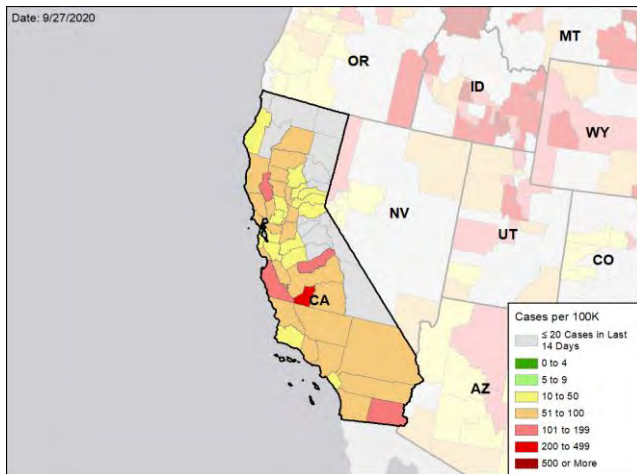 Date: 9/27/2020
MT
OR
ID
WY
NV
UT
CO
CA
AZ
Cases per 100K
≤ 20 Cases in Last
14 Days
0 to 4
5 to 9
10 to 50
51 to 100
101 to 199
200 to 499
500 or More